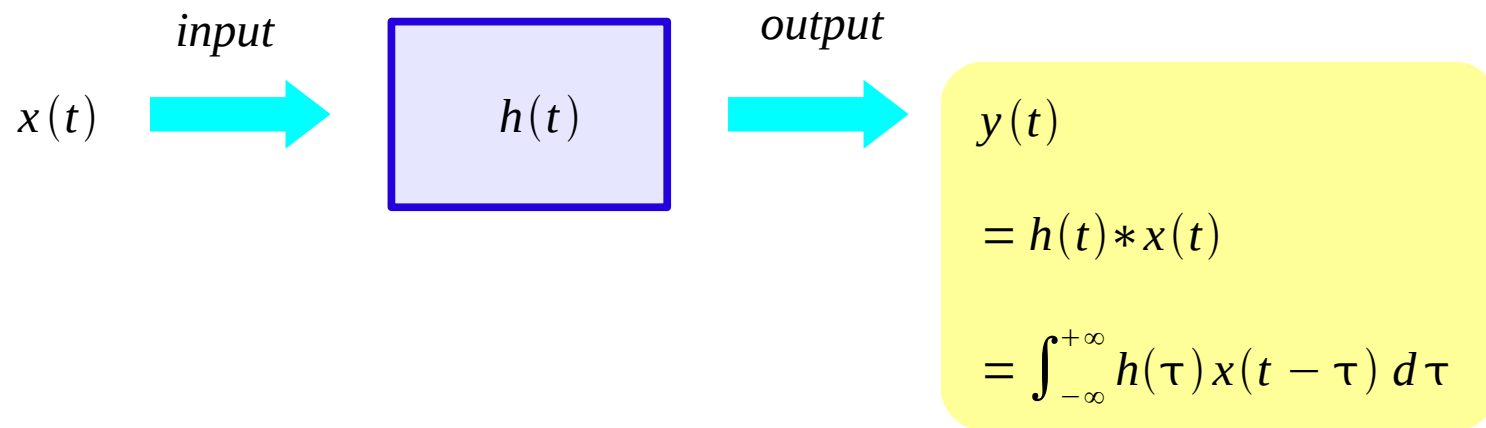 input
output
x(t)
h(t)
y(t)
= h(t)∗x(t)
= ∫_{−∞}^{+∞} h(τ) x(t − τ) dτ